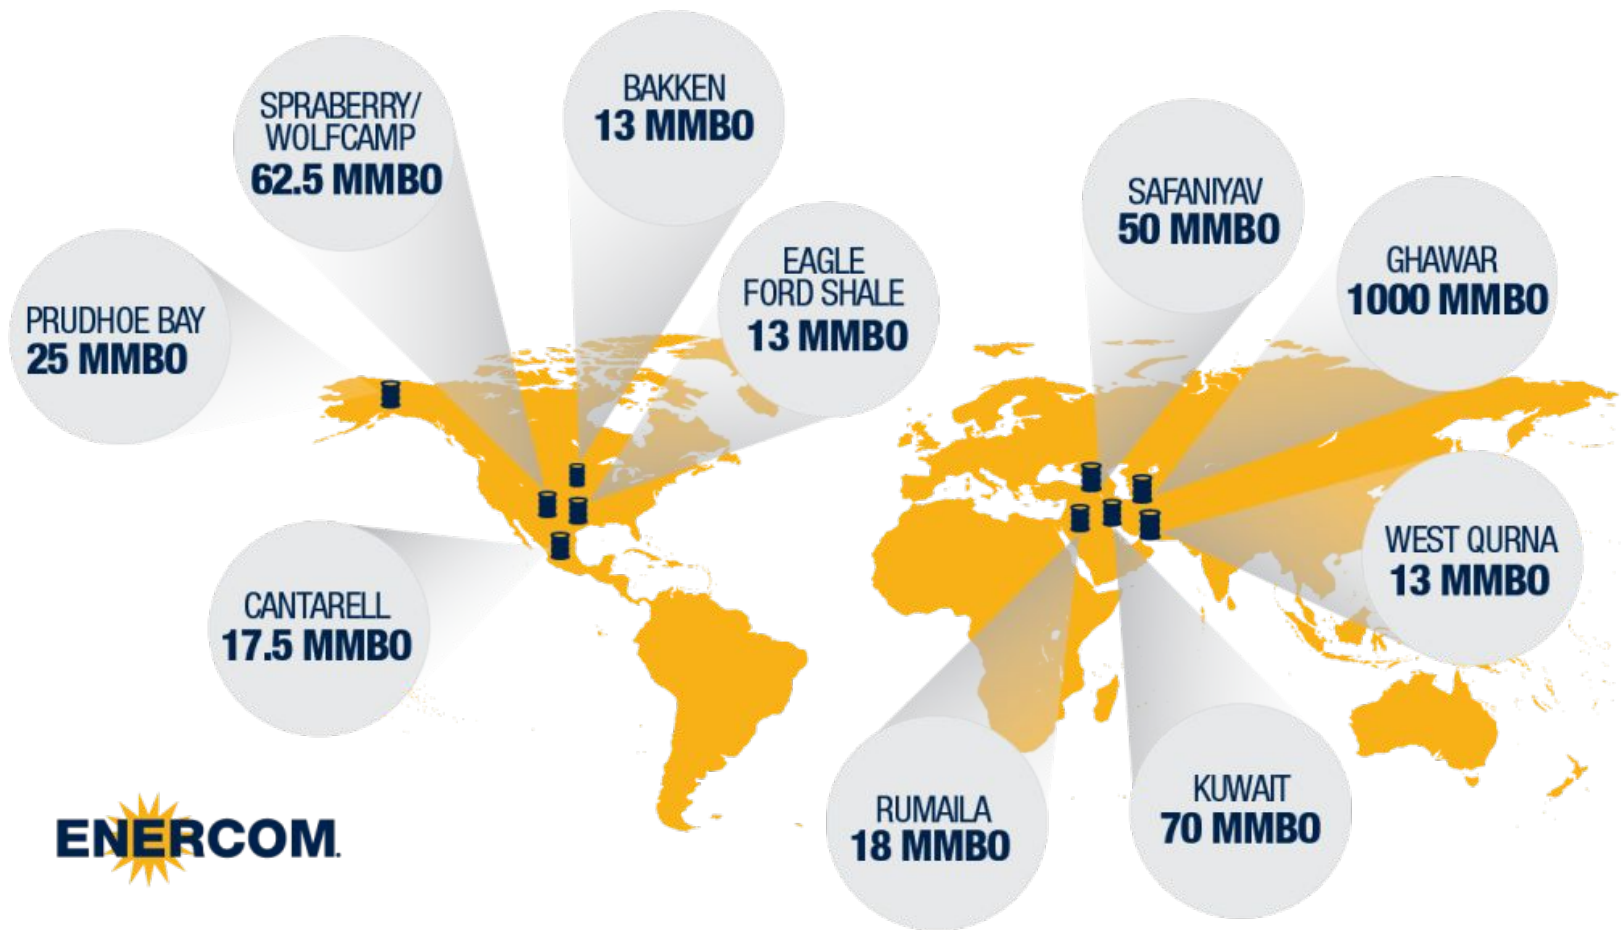 SPRABERRY/
WOLFCAMP
62.5 MMBO
BAKKEN
13 MMBO
PRUDHOE BAY
25 MMBO
EAGLE
FORD SHALE
13 MMBO
SAFANIYAV
50 MMBO
GHAWAR
1000 MMBO
CANTARELL
17.5 MMBO
WEST QURNA
13 MMBO
RUMAILA
18 MMBO
KUWAIT
70 MMBO
ENERCOM.